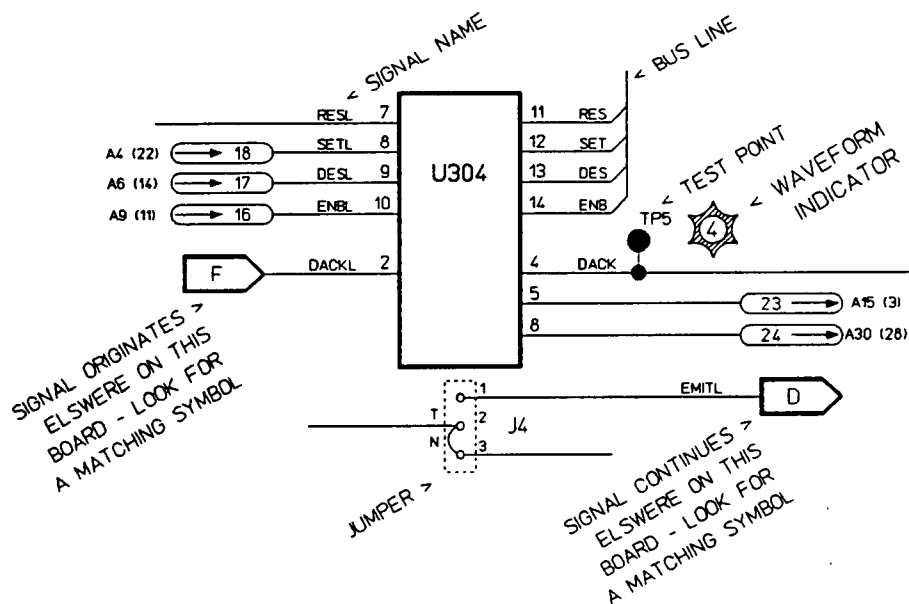 < SIGNAL NAME
< BUS LINE
RESL 7
11 RES
A4 (22) 18 SETL 8
12 SET
A6 (14) 17 DESL 9
13 DES
A9 (11) 16 ENBL 10
14 ENB
U304
< TEST POINT
< WAVEFORM
INDICATOR
TP5
4
F DACKL 2
4 DACK
5 23 A15 (3)
8 24 A30 (28)
SIGNAL ORIGINATES >
ELSWERE ON THIS
BOARD - LOOK FOR
A MATCHING SYMBOL
1 EMITL D
T 2 J4
N 3
JUMPER >
SIGNAL CONTINUES >
ELSWERE ON THIS
BOARD - LOOK FOR
A MATCHING SYMBOL